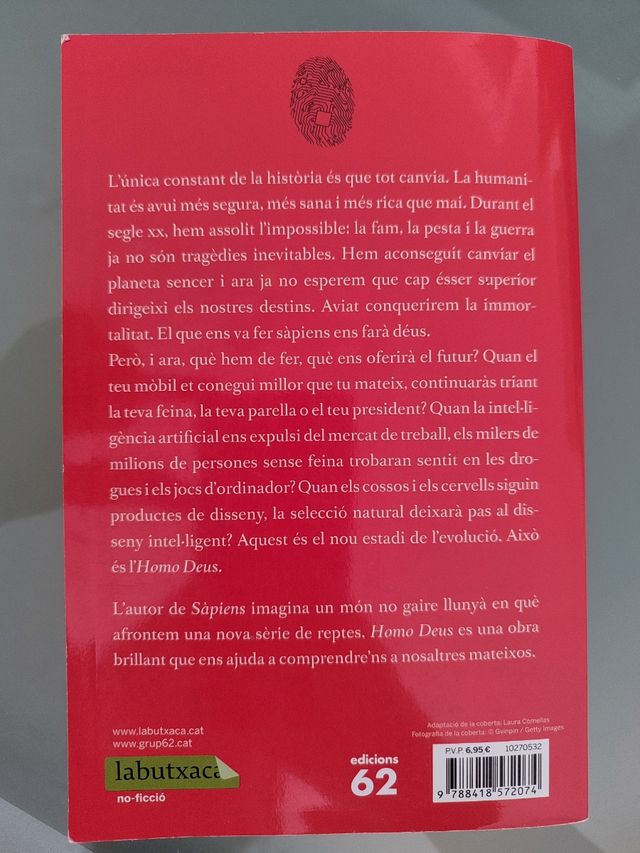 L'única constant de la història és que tot canvia. La humani-
tat és avui més segura, més sana i més rica que mai. Durant el
segle xx, hem assolit l'impossible: la fam, la pesta i la guerra
ja no són tragèdies inevitables. Hem aconseguit canviar el
planeta sencer i ara ja no esperem que cap ésser superior
dirigeixi els nostres destins. Aviat conquerirem la immor-
talitat. El que ens va fer sàpiens ens farà déus.
Però, i ara, què hem de fer, què ens oferirà el futur? Quan el
teu mòbil et conegui millor que tu mateix, continuaràs triant
la teva feina, la teva parella o el teu president? Quan la intel·li-
gència artificial ens expulsi del mercat de treball, els milers de
milions de persones sense feina trobaran sentit en les dro-
gues i els jocs d'ordinador? Quan els cossos i els cervells siguin
productes de disseny, la selecció natural deixarà pas al dis-
seny intel·ligent? Aquest és el nou estadi de l'evolució. Això
és l'Homo Deus.
L'autor de Sàpiens imagina un món no gaire llunyà en què
afrontem una nova sèrie de reptes. Homo Deus es una obra
brillant que ens ajuda a comprendre'ns a nosaltres mateixos.
www.labutxaca.cat
www.grup62.cat
labutxaca
no-ficció
edicions
62
Adaptació de la coberta: Laura Comellas
Fotografia de la coberta: © Gvinpin / Getty Images
P.V.P. 6,95 € 10270532
9 788418 572074